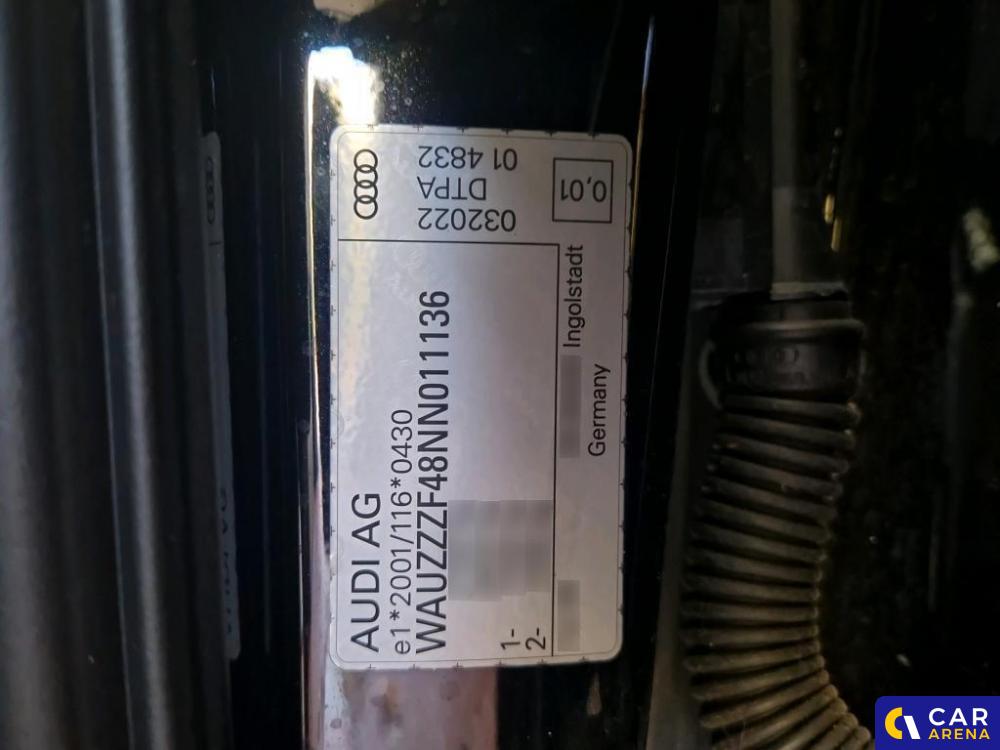 AUDI AG
e1*2001/116*0430
WAUZZZF48NN011136
1-
2-
Ingolstadt
Germany
032022
DTPA
01 4832
0,01
CAR
ARENA